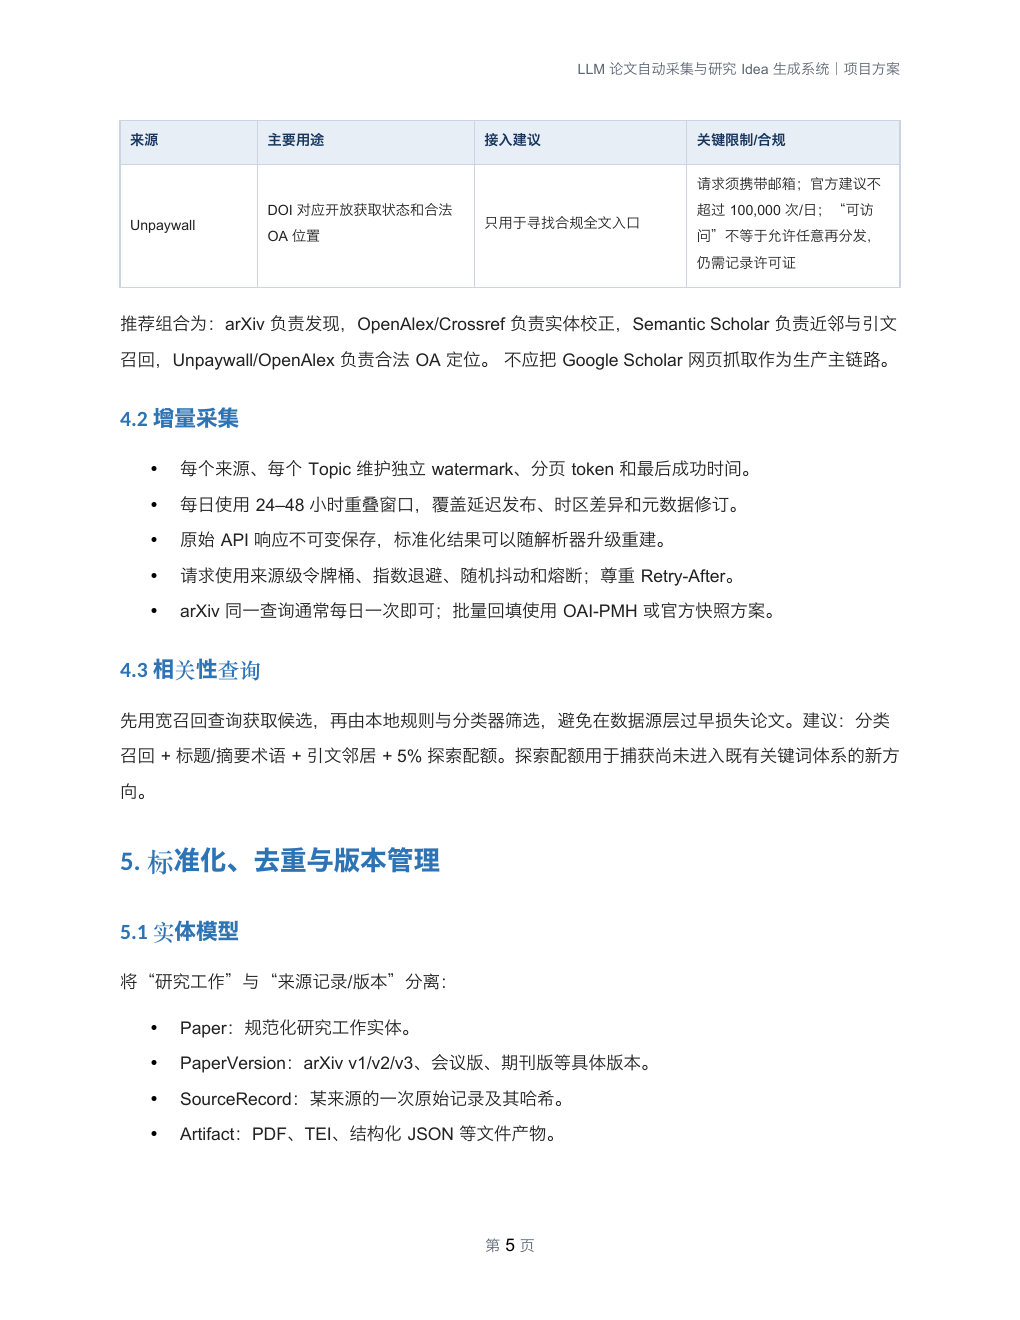 LLM 论文自动采集与研究 Idea 生成系统｜项目方案
来源 主要用途 接入建议 关键限制/合规
Unpaywall
DOI 对应开放获取状态和合法
OA 位置
只用于寻找合规全文入口
请求须携带邮箱；官方建议不
超过 100,000 次/日；“可访
问”不等于允许任意再分发，
仍需记录许可证
推荐组合为：arXiv 负责发现，OpenAlex/Crossref 负责实体校正，Semantic Scholar 负责近邻与引文
召回，Unpaywall/OpenAlex 负责合法 OA 定位。 不应把 Google Scholar 网页抓取作为生产主链路。
4.2 增量采集
• 每个来源、每个 Topic 维护独立 watermark、分页 token 和最后成功时间。
• 每日使用 24–48 小时重叠窗口，覆盖延迟发布、时区差异和元数据修订。
• 原始 API 响应不可变保存，标准化结果可以随解析器升级重建。
• 请求使用来源级令牌桶、指数退避、随机抖动和熔断；尊重 Retry-After。
• arXiv 同一查询通常每日一次即可；批量回填使用 OAI-PMH 或官方快照方案。
4.3 相关性查询
先用宽召回查询获取候选，再由本地规则与分类器筛选，避免在数据源层过早损失论文。建议：分类
召回 + 标题/摘要术语 + 引文邻居 + 5% 探索配额。探索配额用于捕获尚未进入既有关键词体系的新方
向。
5. 标准化、去重与版本管理
5.1 实体模型
将“研究工作”与“来源记录/版本”分离：
• Paper：规范化研究工作实体。
• PaperVersion：arXiv v1/v2/v3、会议版、期刊版等具体版本。
• SourceRecord：某来源的一次原始记录及其哈希。
• Artifact：PDF、TEI、结构化 JSON 等文件产物。
第 5 页